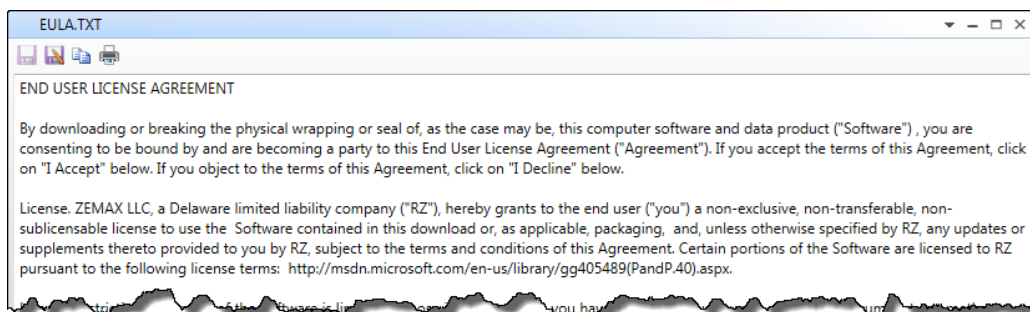 EULA.TXT
END USER LICENSE AGREEMENT
By downloading or breaking the physical wrapping or seal of, as the case may be, this computer software and data product ("Software") , you are
consenting to be bound by and are becoming a party to this End User License Agreement ("Agreement"). If you accept the terms of this Agreement, click
on "I Accept" below. If you object to the terms of this Agreement, click on "I Decline" below.
License. ZEMAX LLC, a Delaware limited liability company ("RZ"), hereby grants to the end user ("you") a non-exclusive, non-transferable, non-
sublicensable license to use the  Software contained in this download or, as applicable, packaging,  and, unless otherwise specified by RZ, any updates or
supplements thereto provided to you by RZ, subject to the terms and conditions of this Agreement. Certain portions of the Software are licensed to RZ
pursuant to the following license terms:  http://msdn.microsoft.com/en-us/library/gg405489(PandP.40).aspx.
you